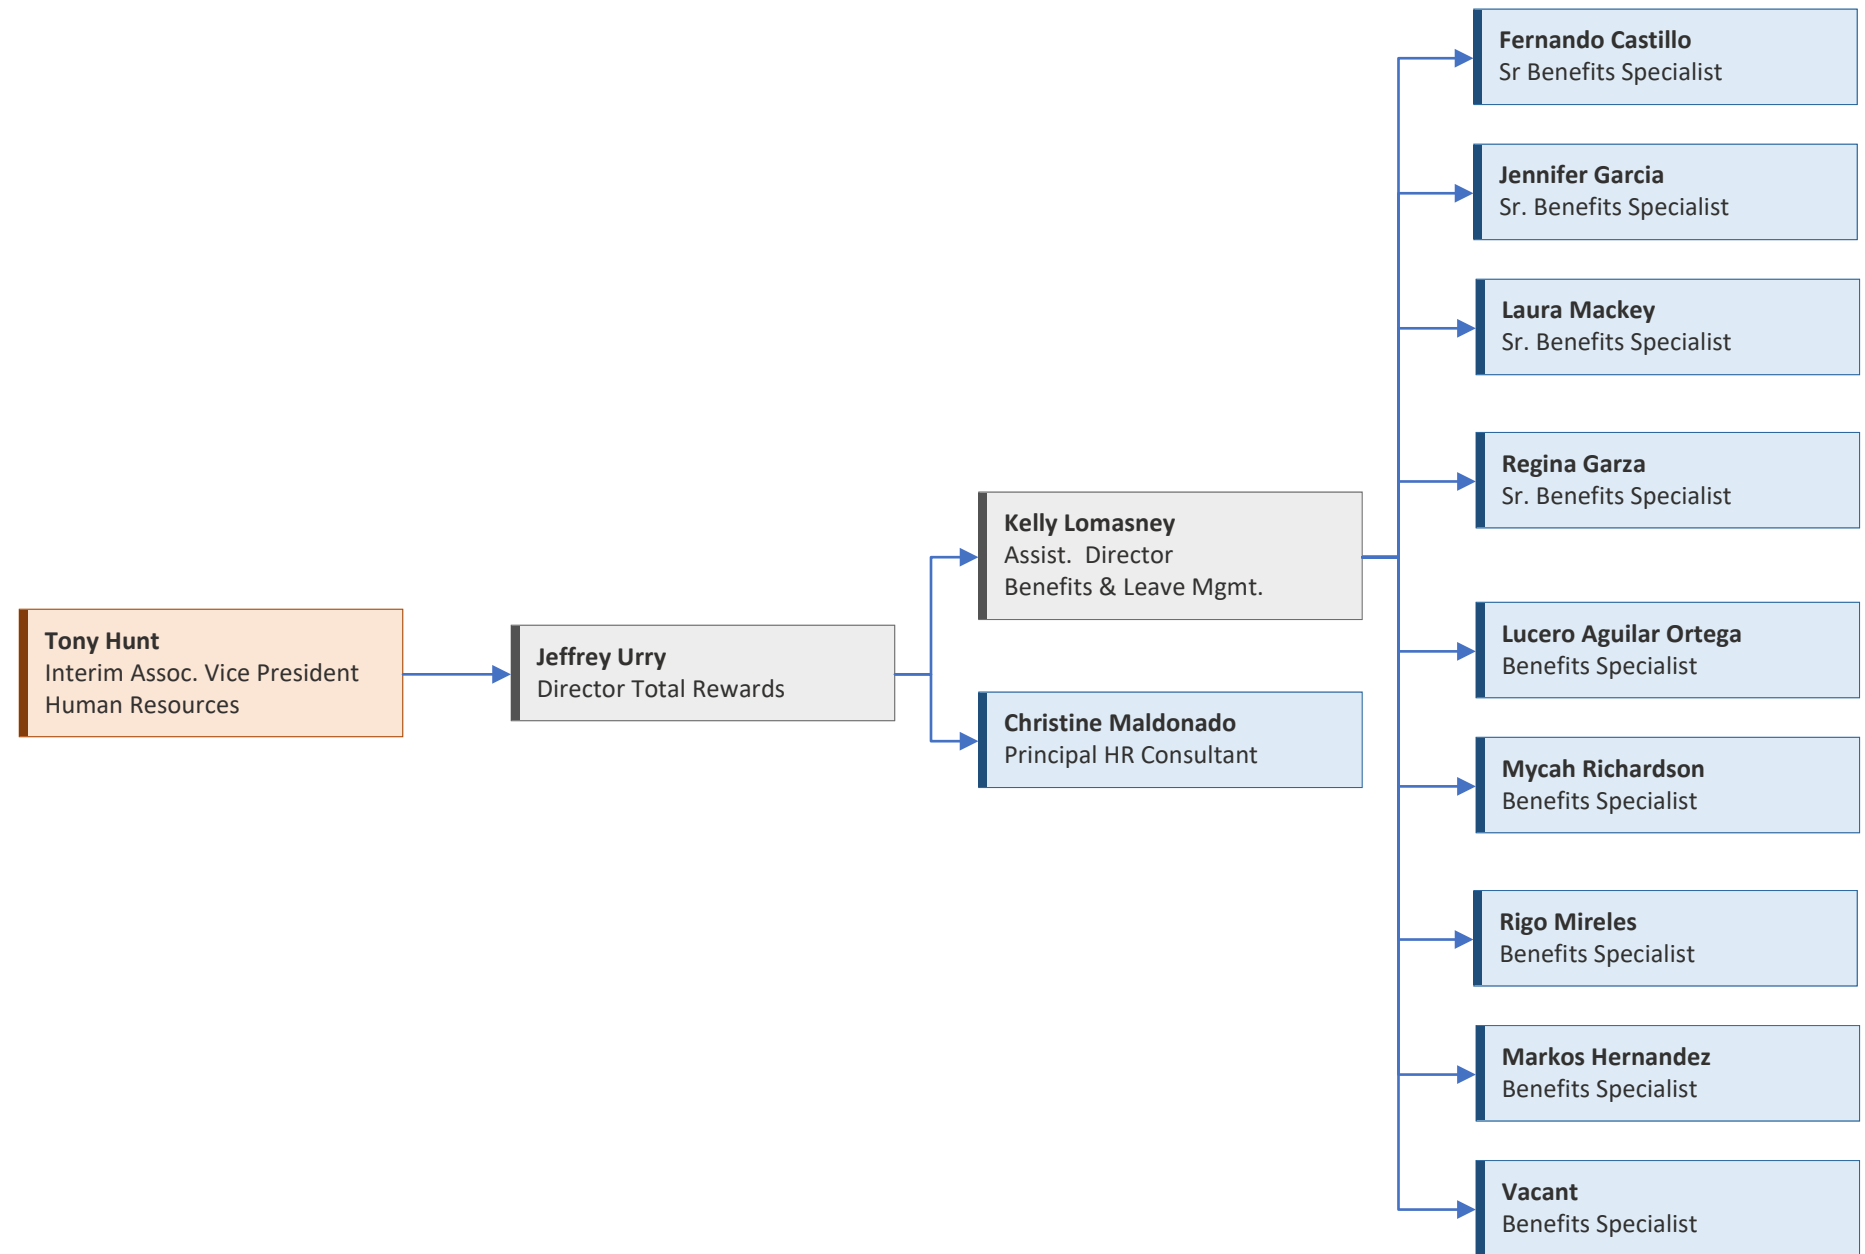 Tony Hunt
Interim Assoc. Vice President
Human Resources
Jeffrey Urry
Director Total Rewards
Kelly Lomasney
Assist.  Director
Benefits & Leave Mgmt.
Christine Maldonado
Principal HR Consultant
Fernando Castillo
Sr Benefits Specialist
Jennifer Garcia
Sr. Benefits Specialist
Laura Mackey
Sr. Benefits Specialist
Regina Garza
Sr. Benefits Specialist
Lucero Aguilar Ortega
Benefits Specialist
Mycah Richardson
Benefits Specialist
Rigo Mireles
Benefits Specialist
Markos Hernandez
Benefits Specialist
Vacant
Benefits Specialist